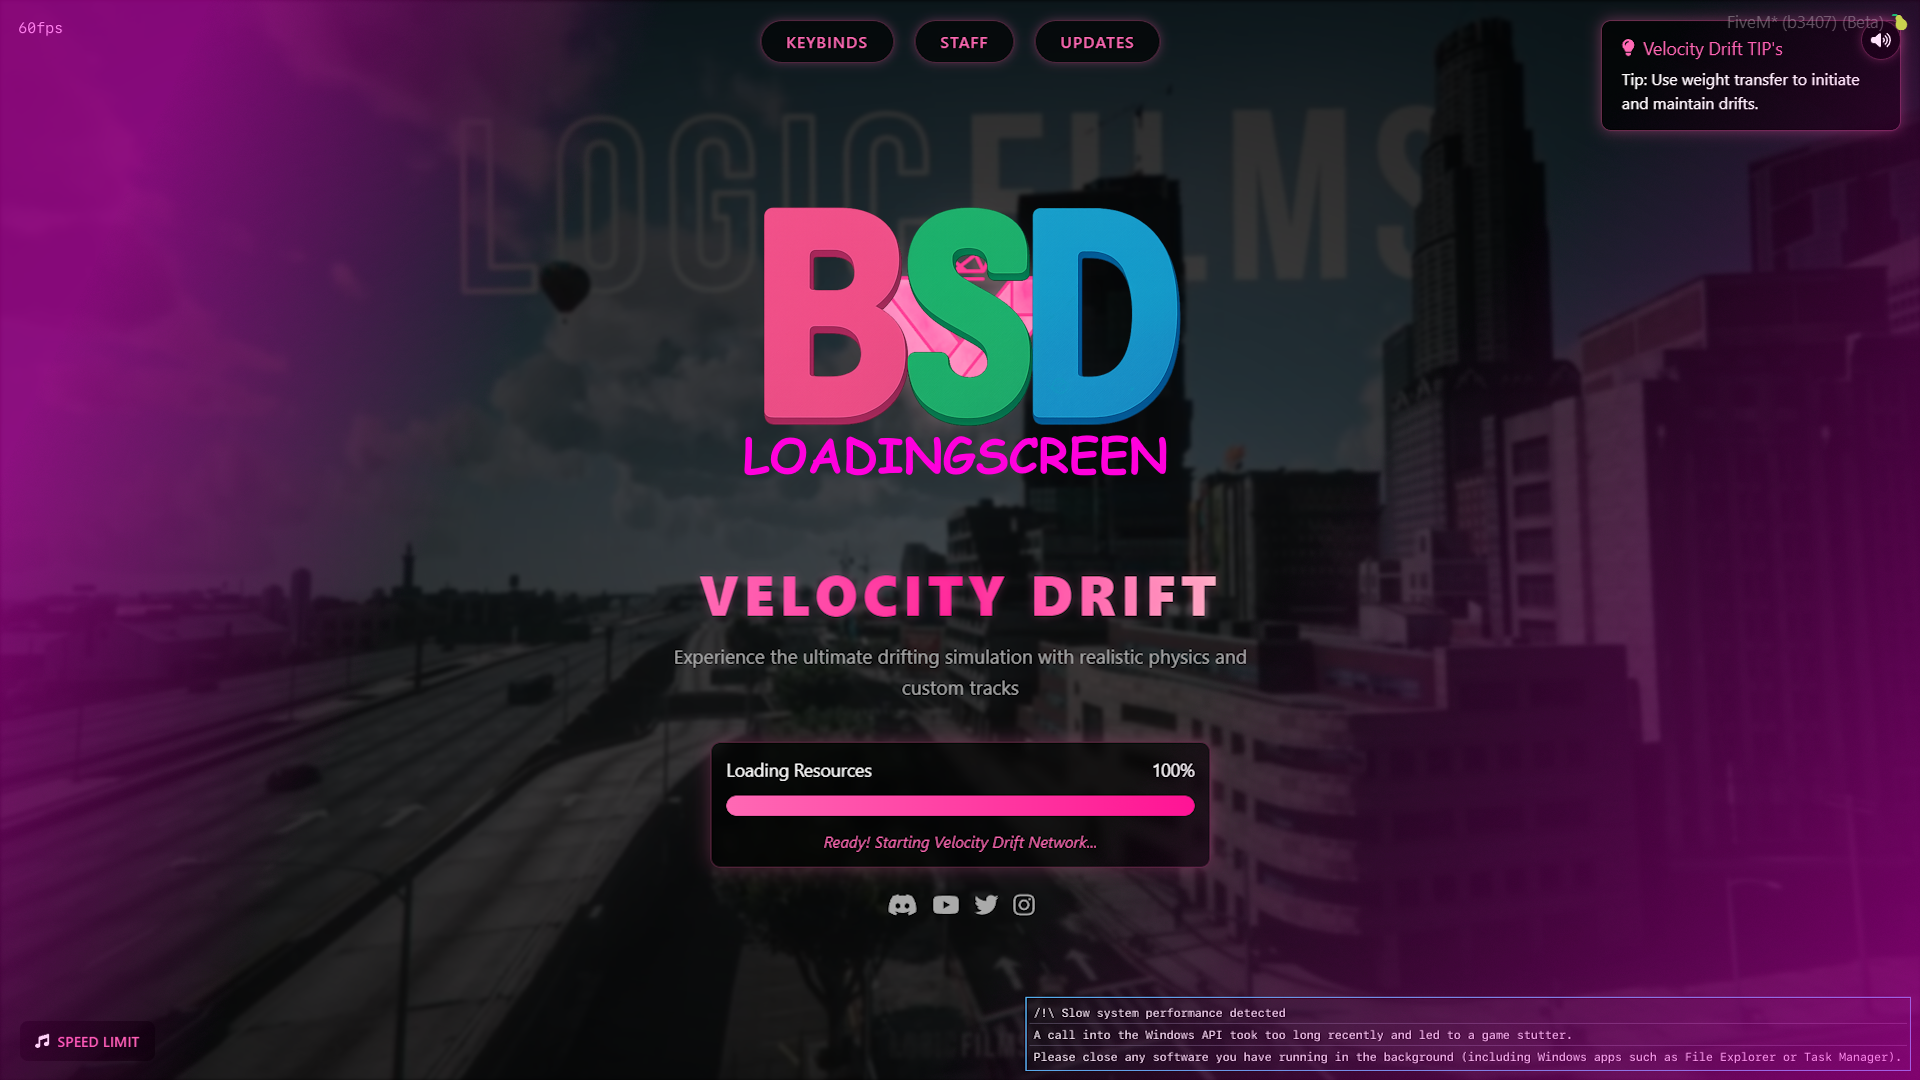 60fps
KEYBINDS
STAFF
UPDATES
FiveM* (b3407) (Beta)
Velocity Drift TIP's
Tip: Use weight transfer to initiate
and maintain drifts.
LOGICFILMS
BSD
LOADINGSCREEN
VELOCITY DRIFT
Experience the ultimate drifting simulation with realistic physics and
custom tracks
Loading Resources
100%
Ready! Starting Velocity Drift Network...
SPEED LIMIT
/!\ Slow system performance detected
A call into the Windows API took too long recently and led to a game stutter.
Please close any software you have running in the background (including Windows apps such as File Explorer or Task Manager).